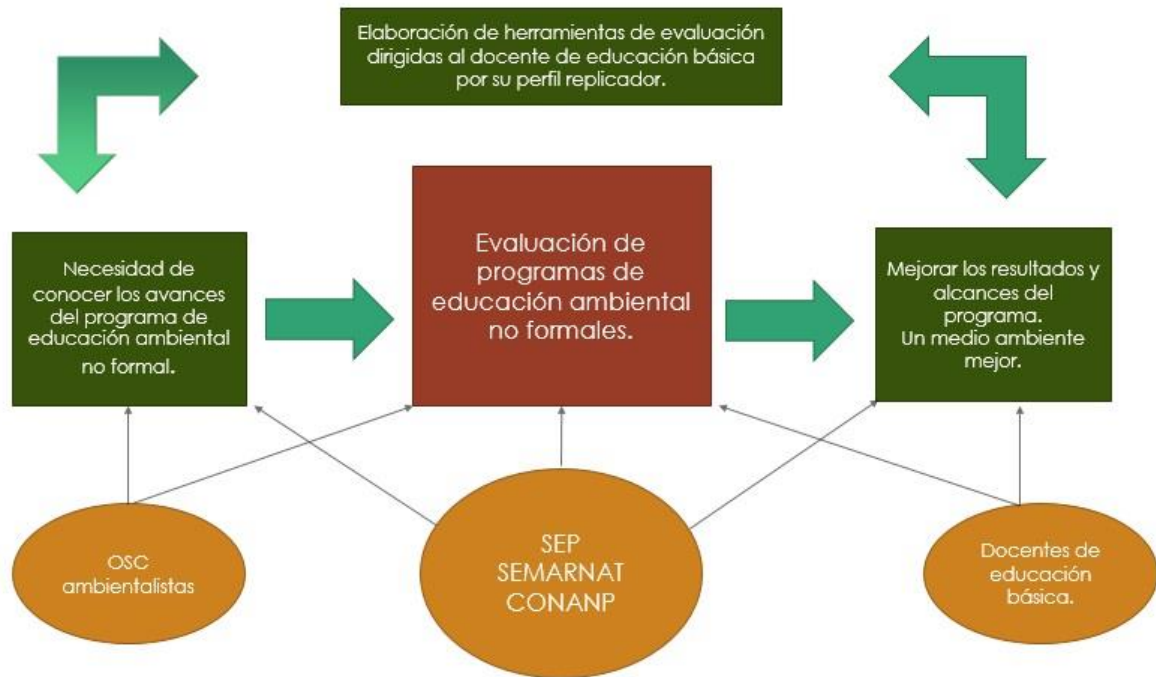 Elaboración de herramientas de evaluación
dirigidas al docente de educación básica
por su perfil replicador.
Necesidad de
conocer los avances
del programa de
educación ambiental
no formal.
Evaluación de
programas de
educación ambiental
no formales.
Mejorar los resultados y
alcances del
programa.
Un medio ambiente
mejor.
OSC
ambientalistas
SEP
SEMARNAT
CONANP
Docentes de
educación
básica.